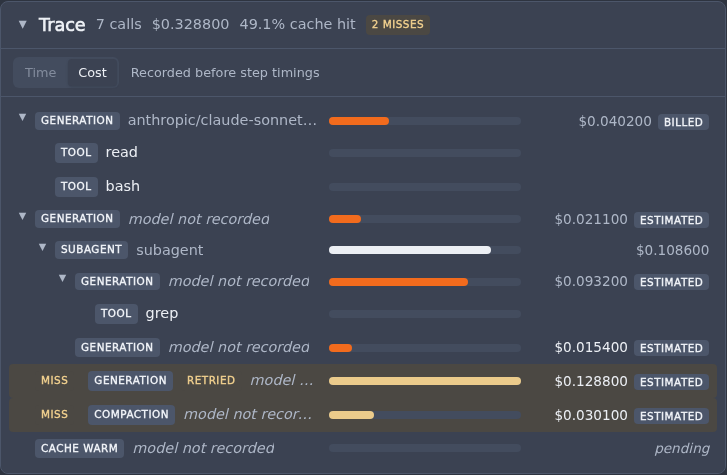 ▼ Trace 7 calls $0.328800 49.1% cache hit 2 MISSES
Time Cost Recorded before step timings
▼ GENERATION anthropic/claude-sonnet... $0.040200 BILLED
TOOL read
TOOL bash
▼ GENERATION model not recorded $0.021100 ESTIMATED
▼ SUBAGENT subagent $0.108600
▼ GENERATION model not recorded $0.093200 ESTIMATED
TOOL grep
GENERATION model not recorded $0.015400 ESTIMATED
MISS GENERATION RETRIED model ... $0.128800 ESTIMATED
MISS COMPACTION model not recor... $0.030100 ESTIMATED
CACHE WARM model not recorded pending